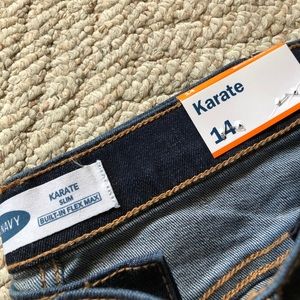 Karate
14
NAVY
KARATE
SLIM
BUILT-IN FLEX MAX